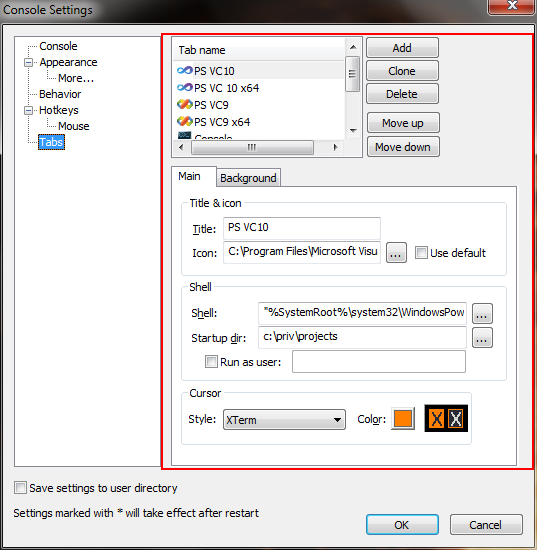 Console Settings
Console
Appearance
More...
Behavior
Hotkeys
Mouse
Tabs
Tab name
PS VC10
PS VC 10 x64
PS VC9
PS VC9 x64
Console
Add
Clone
Delete
Move up
Move down
Main
Background
Title & icon
Title:
PS VC10
Icon:
C:\Program Files\Microsoft Visu
...
Use default
Shell
Shell:
"%SystemRoot%\system32\WindowsPow
...
Startup dir:
c:\priv\projects
...
Run as user:
Cursor
Style:
XTerm
Color:
X X
Save settings to user directory
Settings marked with * will take effect after restart
OK
Cancel